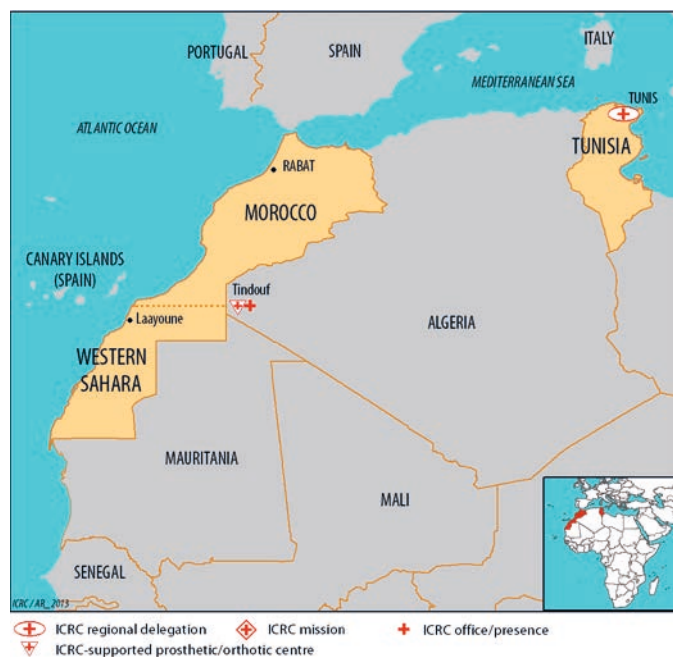 PORTUGAL
SPAIN
ITALY
MEDITERRANEAN SEA
TUNIS
ATLANTIC OCEAN
TUNISIA
RABAT
MOROCCO
CANARY ISLANDS
(SPAIN)
Tindouf
Laayoune
ALGERIA
WESTERN
SAHARA
MAURITANIA
MALI
SENEGAL
ICRC / AR_2013
ICRC regional delegation
ICRC mission
ICRC office/presence
ICRC-supported prosthetic/orthotic centre